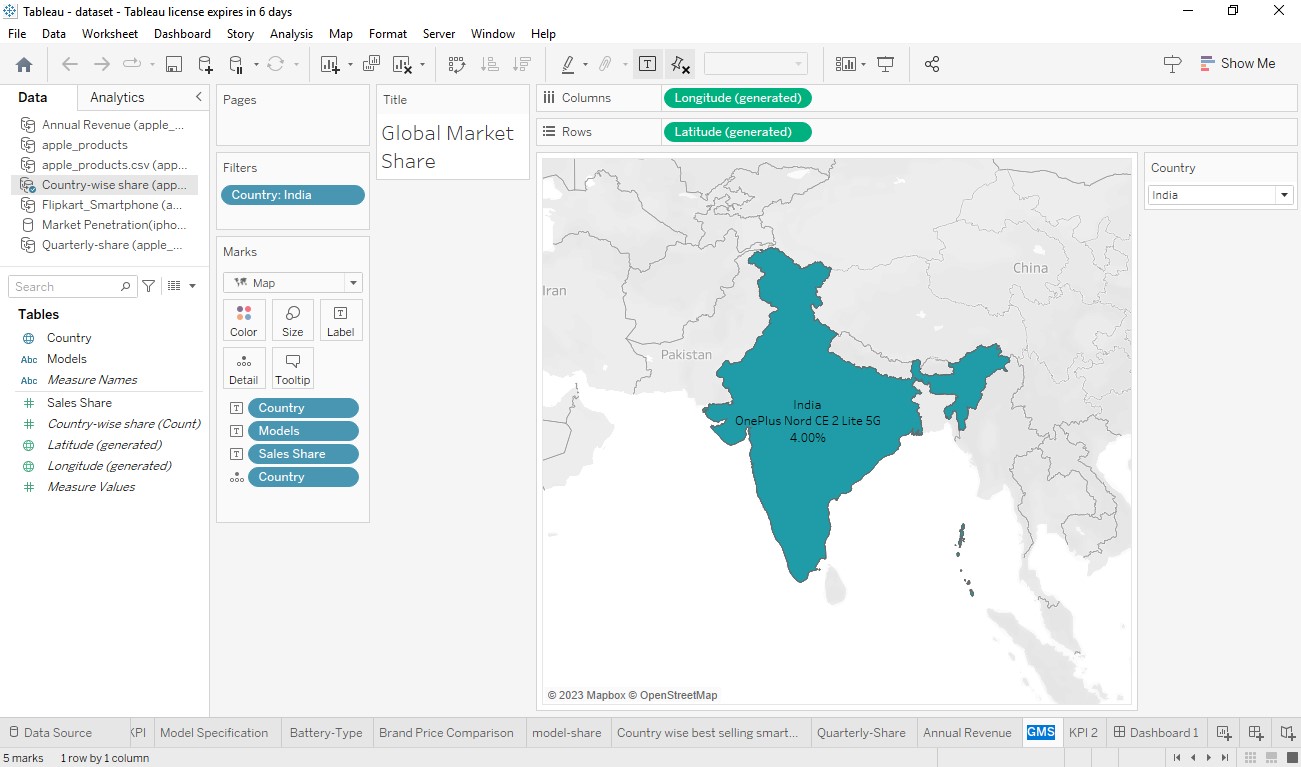 Tableau - dataset - Tableau license expires in 6 days
File Data Worksheet Dashboard Story Analysis Map Format Server Window Help
Show Me
Data Analytics
Annual Revenue (apple_...
apple_products
apple_products.csv (app...
Country-wise share (app...
Flipkart_Smartphone (a...
Market Penetration(ipho...
Quarterly-share (apple_...
Search
Tables
Country
Abc Models
Abc Measure Names
Sales Share
Country-wise share (Count)
Latitude (generated)
Longitude (generated)
Measure Values
Pages
Filters
Country: India
Marks
Map
Color Size Label
Detail Tooltip
Country
Models
Sales Share
Country
Title
Global Market
Share
Columns Longitude (generated)
Rows Latitude (generated)
China
Iran
Pakistan
India
OnePlus Nord CE 2 Lite 5G
4.00%
© 2023 Mapbox © OpenStreetMap
Country
India
Data Source KPI Model Specification Battery-Type Brand Price Comparison model-share Country wise best selling smart... Quarterly-Share Annual Revenue GMS KPI 2 Dashboard 1
5 marks 1 row by 1 column